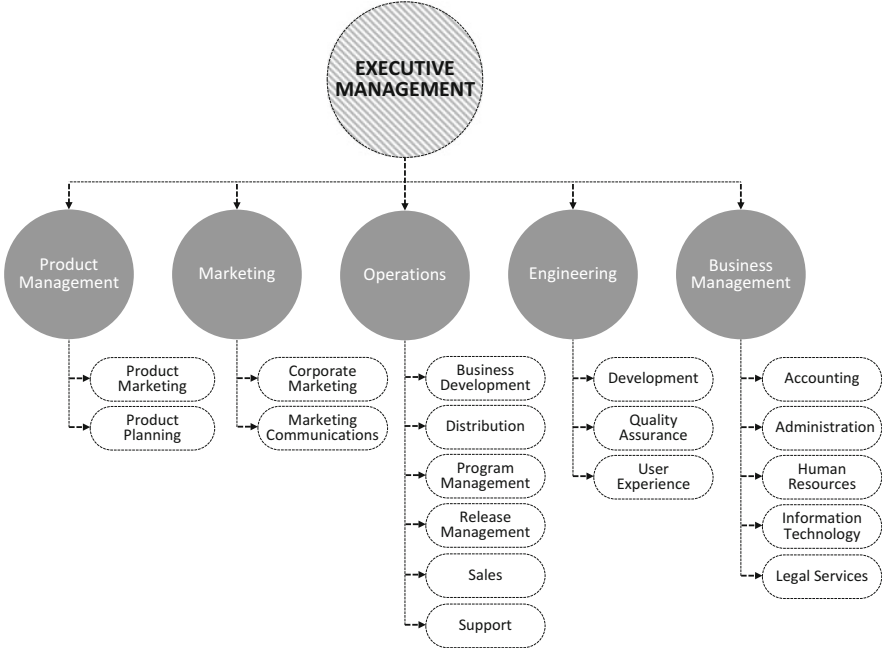 EXECUTIVE
MANAGEMENT
Product
Management
Marketing
Operations
Engineering
Business
Management
Product
Marketing
Product
Planning
Corporate
Marketing
Marketing
Communications
Business
Development
Distribution
Program
Management
Release
Management
Sales
Support
Development
Quality
Assurance
User
Experience
Accounting
Administration
Human
Resources
Information
Technology
Legal Services